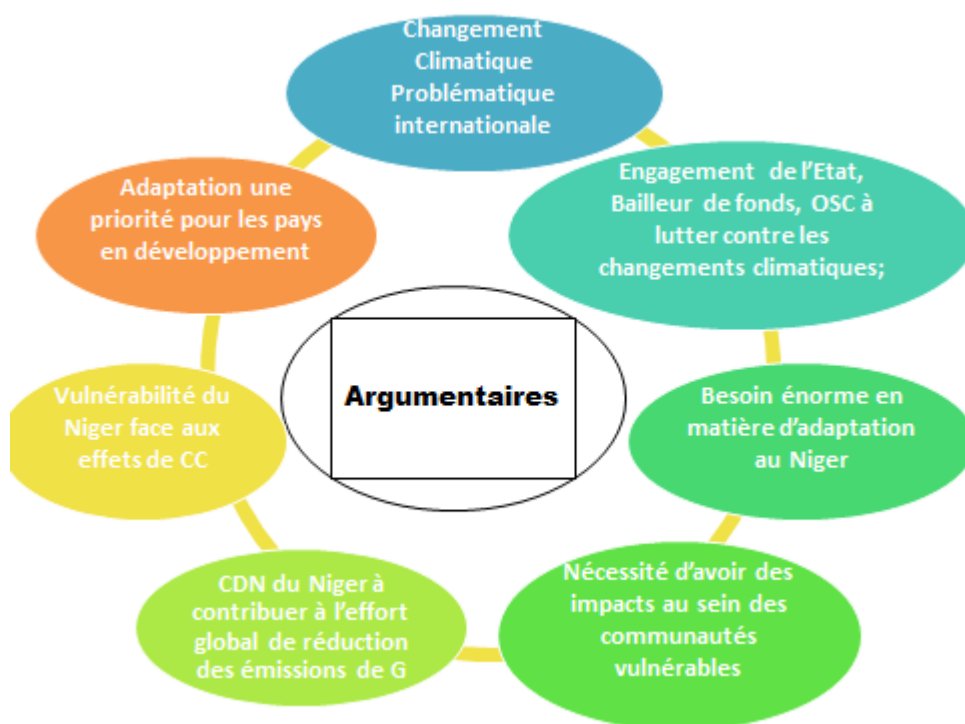 Changement
Climatique
Problématique
internationale
Engagement de l'Etat,
Bailleur de fonds, OSC à
lutter contre les
changements climatiques;
Besoin énorme en
matière d'adaptation
au Niger
Nécessité d'avoir des
impacts au sein des
communautés
vulnérables
CDN du Niger à
contribuer à l'effort
global de réduction
des émissions de G
Vulnérabilité du
Niger face aux
effets de CC
Adaptation une
priorité pour les pays
en développement
Argumentaires